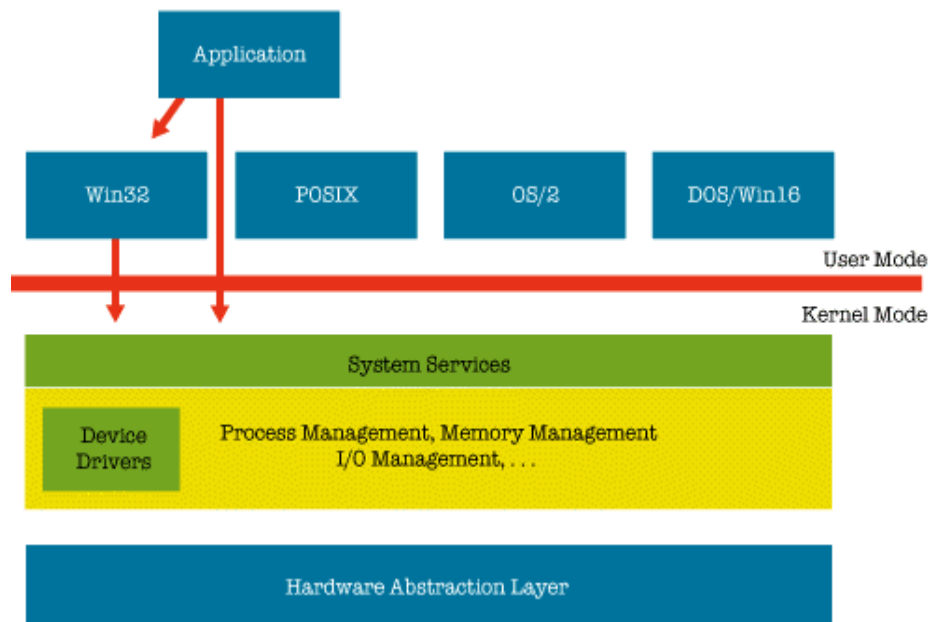 Application
Win32
POSIX
OS/2
DOS/Win16
User Mode
Kernel Mode
System Services
Device
Drivers
Process Management, Memory Management
I/O Management, . . .
Hardware Abstraction Layer